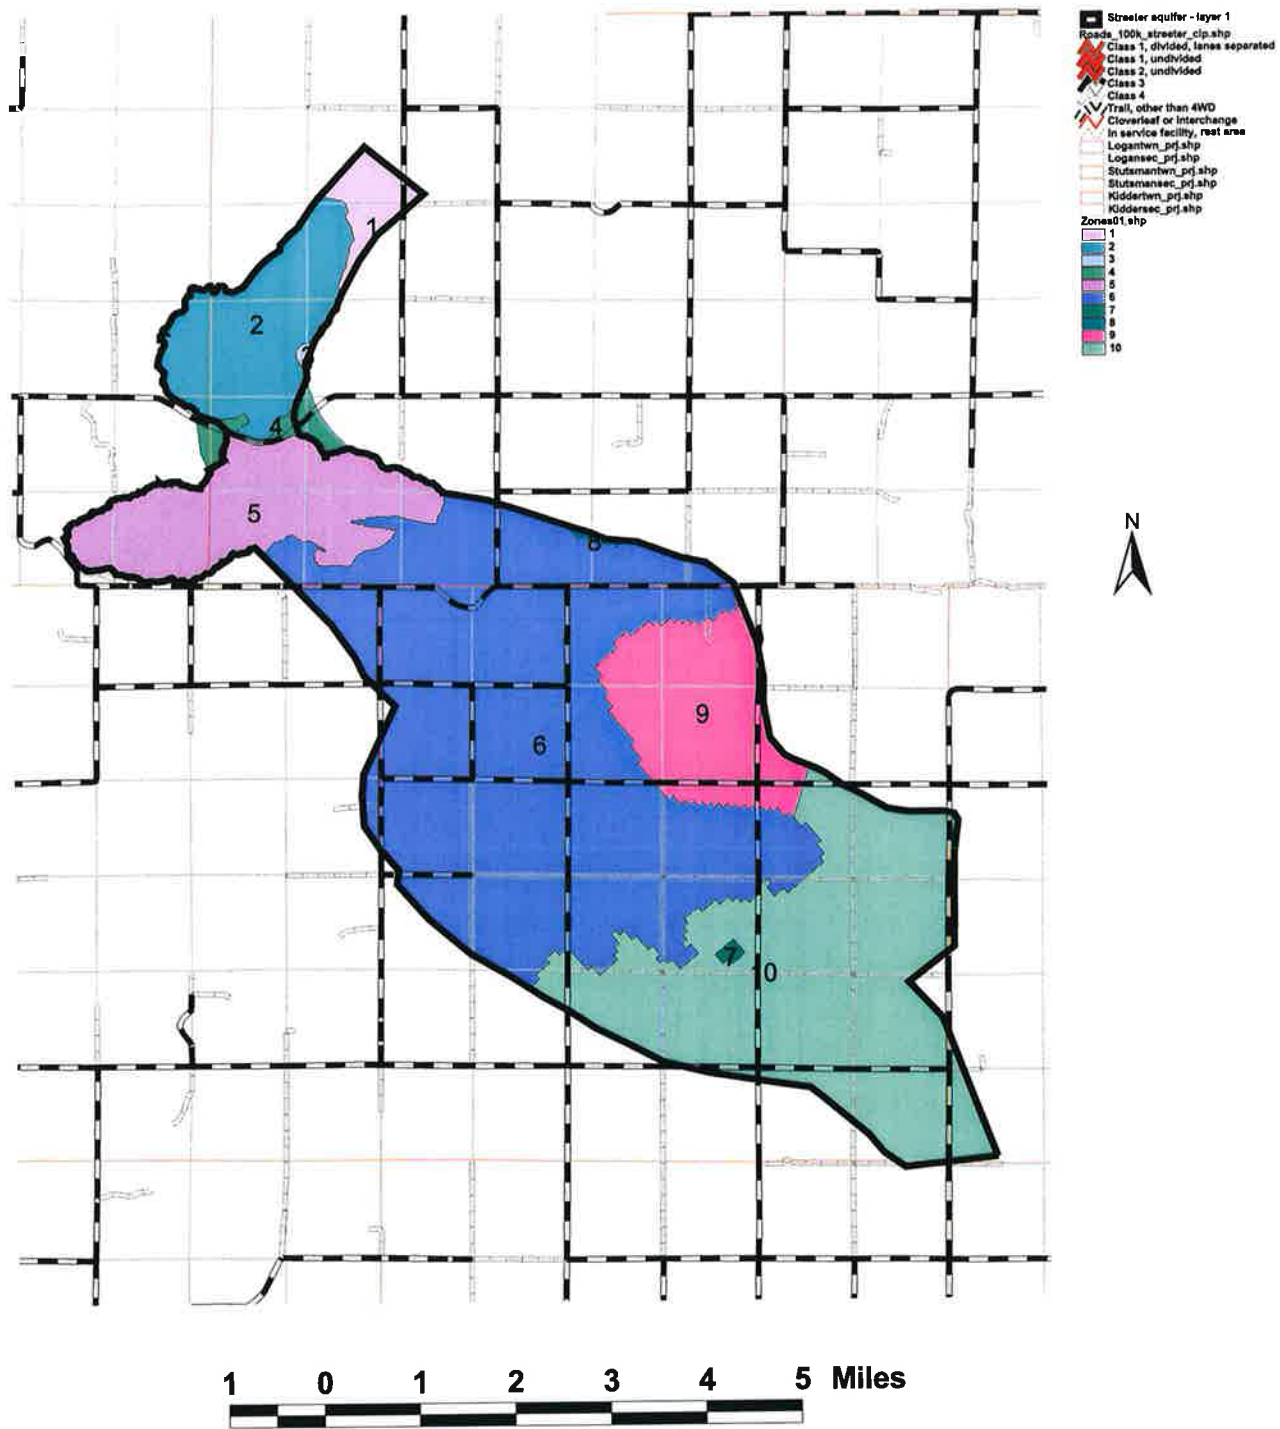 Streeter aquifer - layer 1
Roads_100k_streeter_clp.shp
Class 1, divided, lanes separated
Class 1, undivided
Class 2, undivided
Class 3
Class 4
Trail, other than 4WD
Cloverleaf or interchange
In service facility, rest area
Logantwn_prj.shp
Logansec_prj.shp
Stutsmantwn_prj.shp
Stutsmansec_prj.shp
Kiddertwn_prj.shp
Kiddersec_prj.shp
Zones01.shp
1
2
3
4
5
6
7
8
9
10
1
2
3
4
5
8
9
6
7
10
N
1 0 1 2 3 4 5 Miles